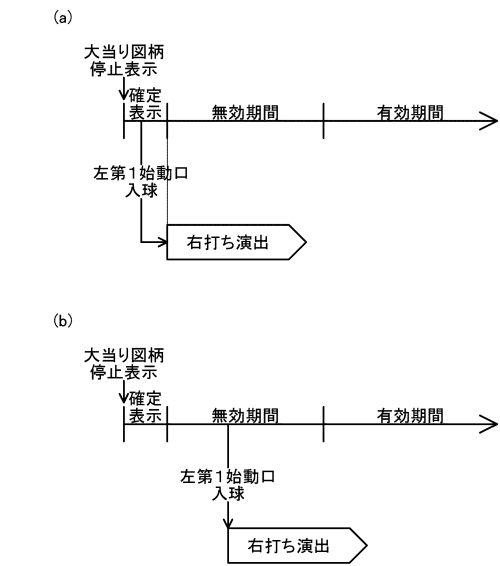 (a)
大当り図柄
停止表示
確定
表示
無効期間
有効期間
左第1始動口
入球
右打ち演出
(b)
大当り図柄
停止表示
確定
表示
無効期間
有効期間
左第1始動口
入球
右打ち演出